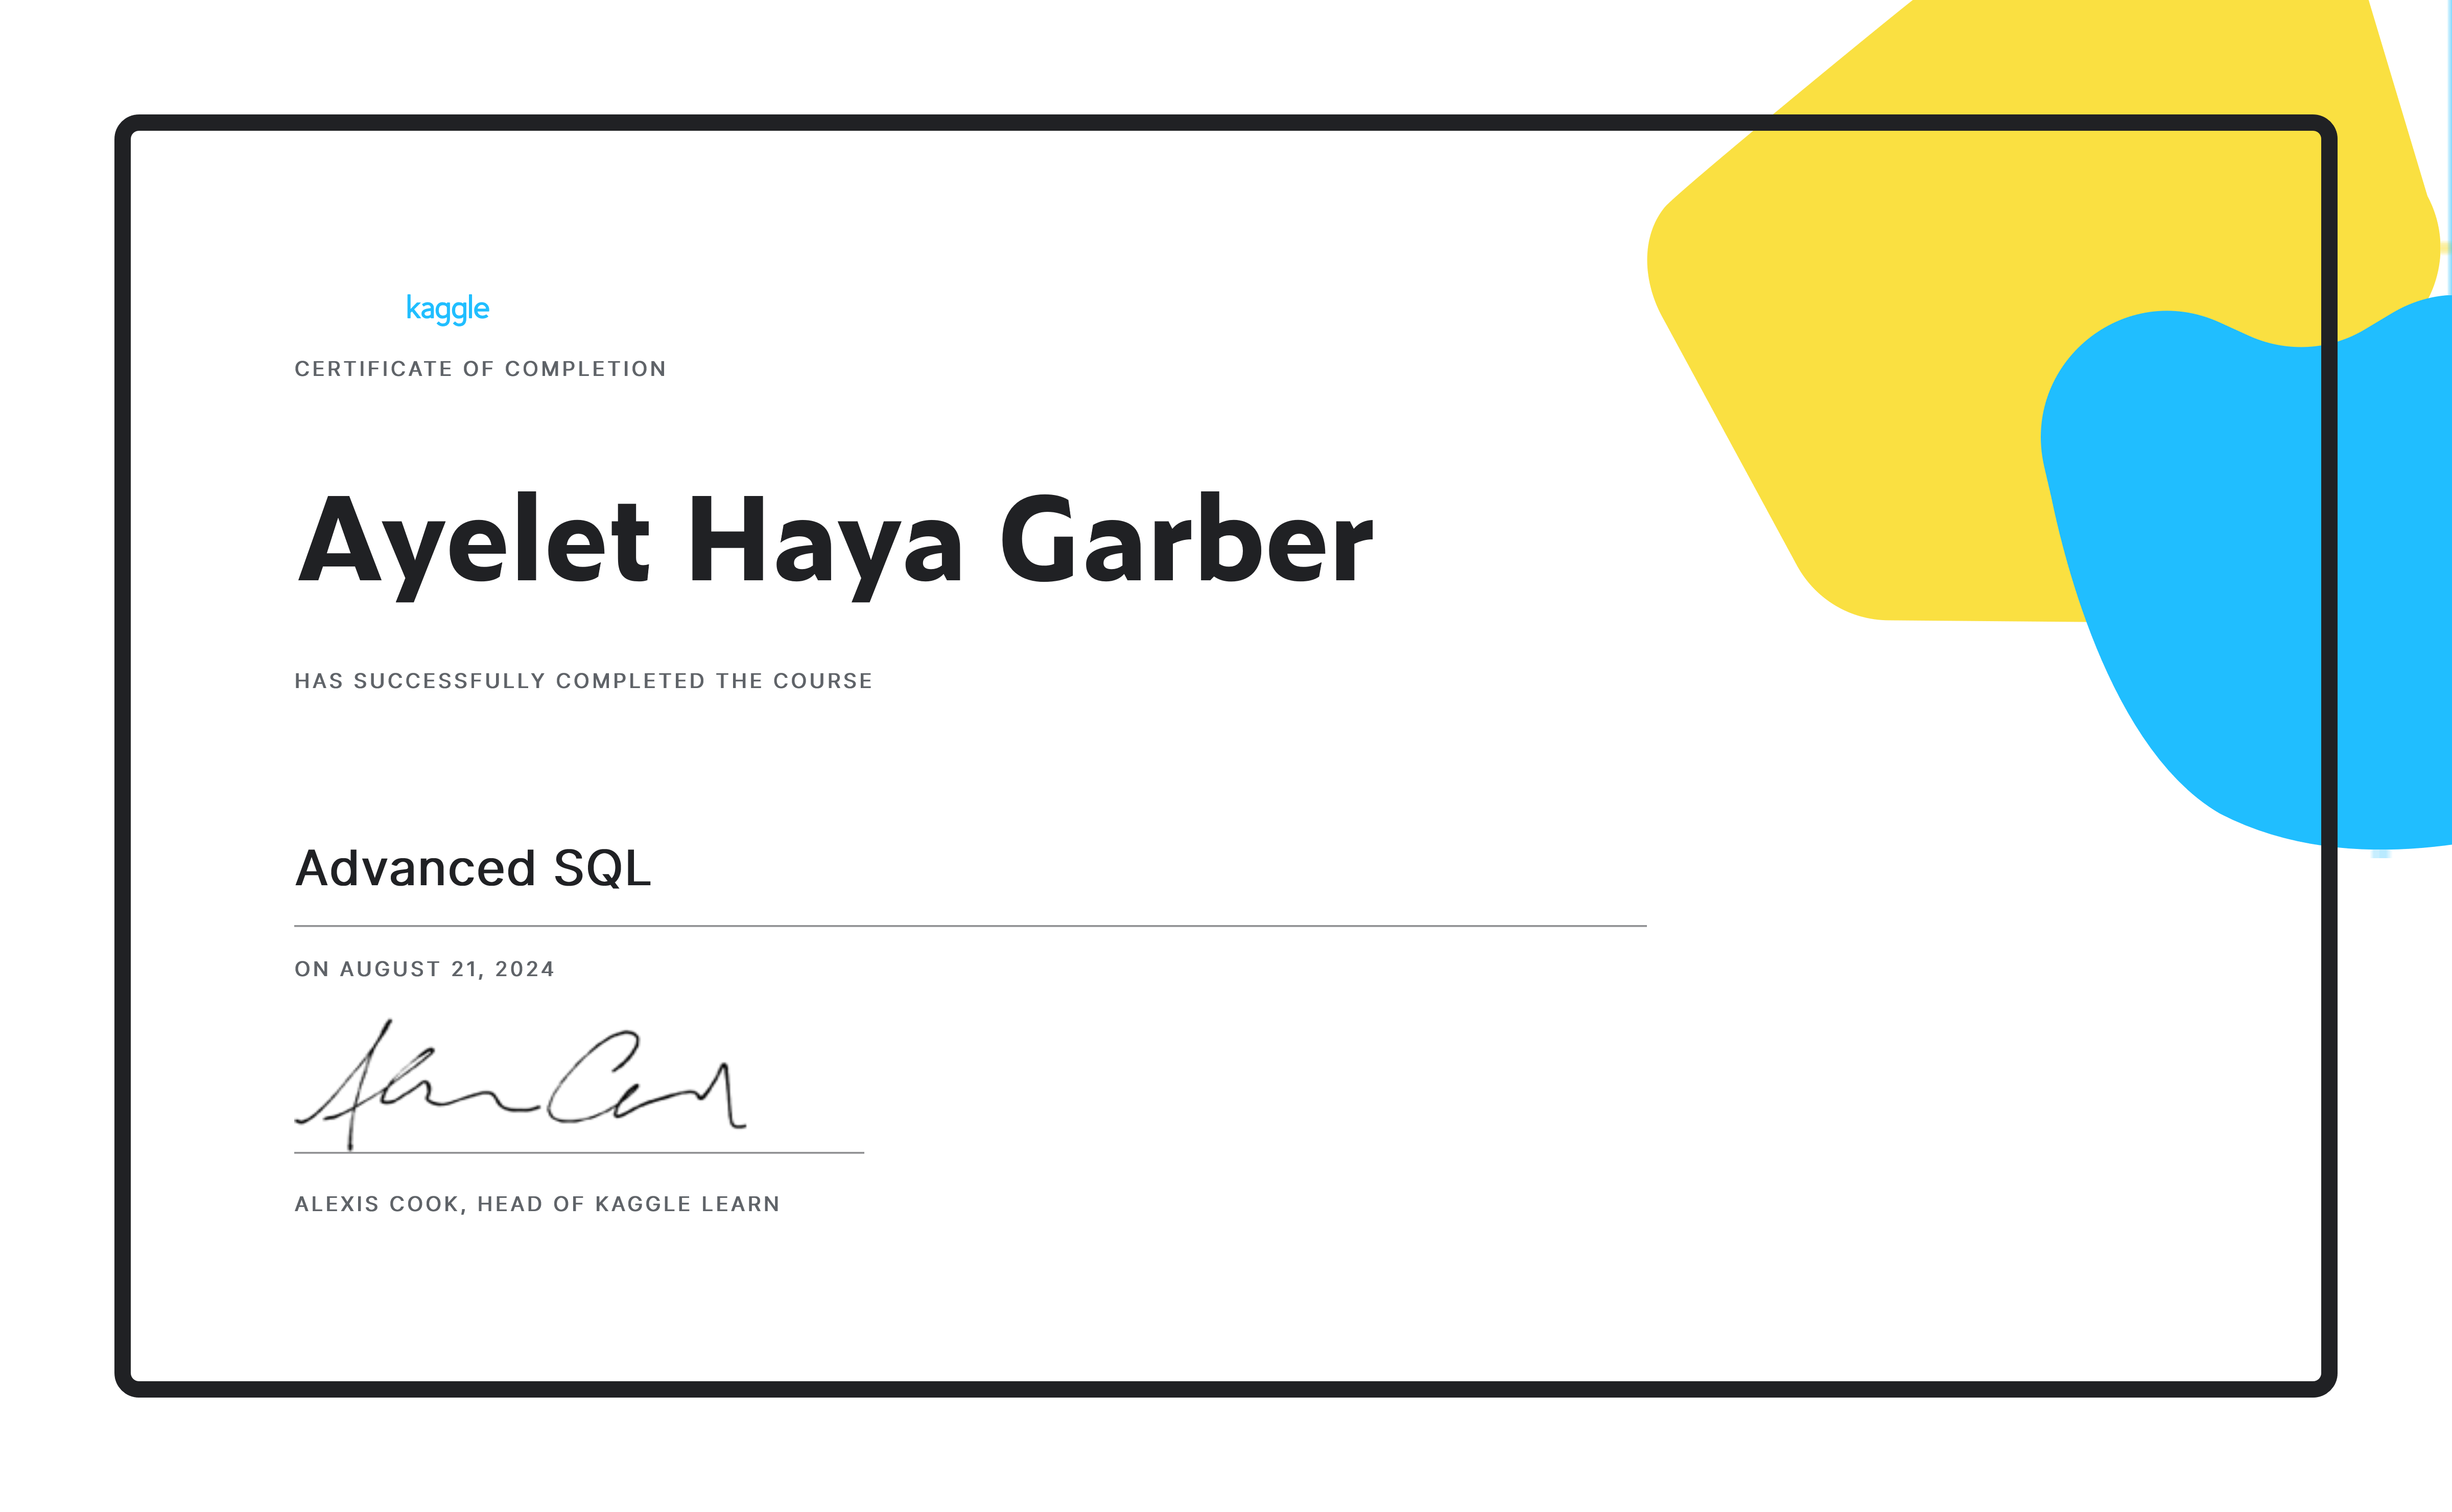 kaggle
CERTIFICATE OF COMPLETION
Ayelet Haya Garber
HAS SUCCESSFULLY COMPLETED THE COURSE
Advanced SQL
ON AUGUST 21, 2024
ALEXIS COOK, HEAD OF KAGGLE LEARN